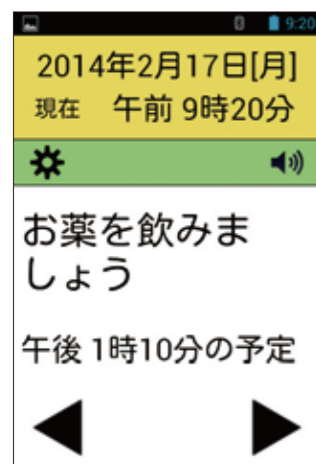 9:20
2014年2月17日[月]
現在 午前 9時20分
お薬を飲みま
しょう
午後 1時10分の予定